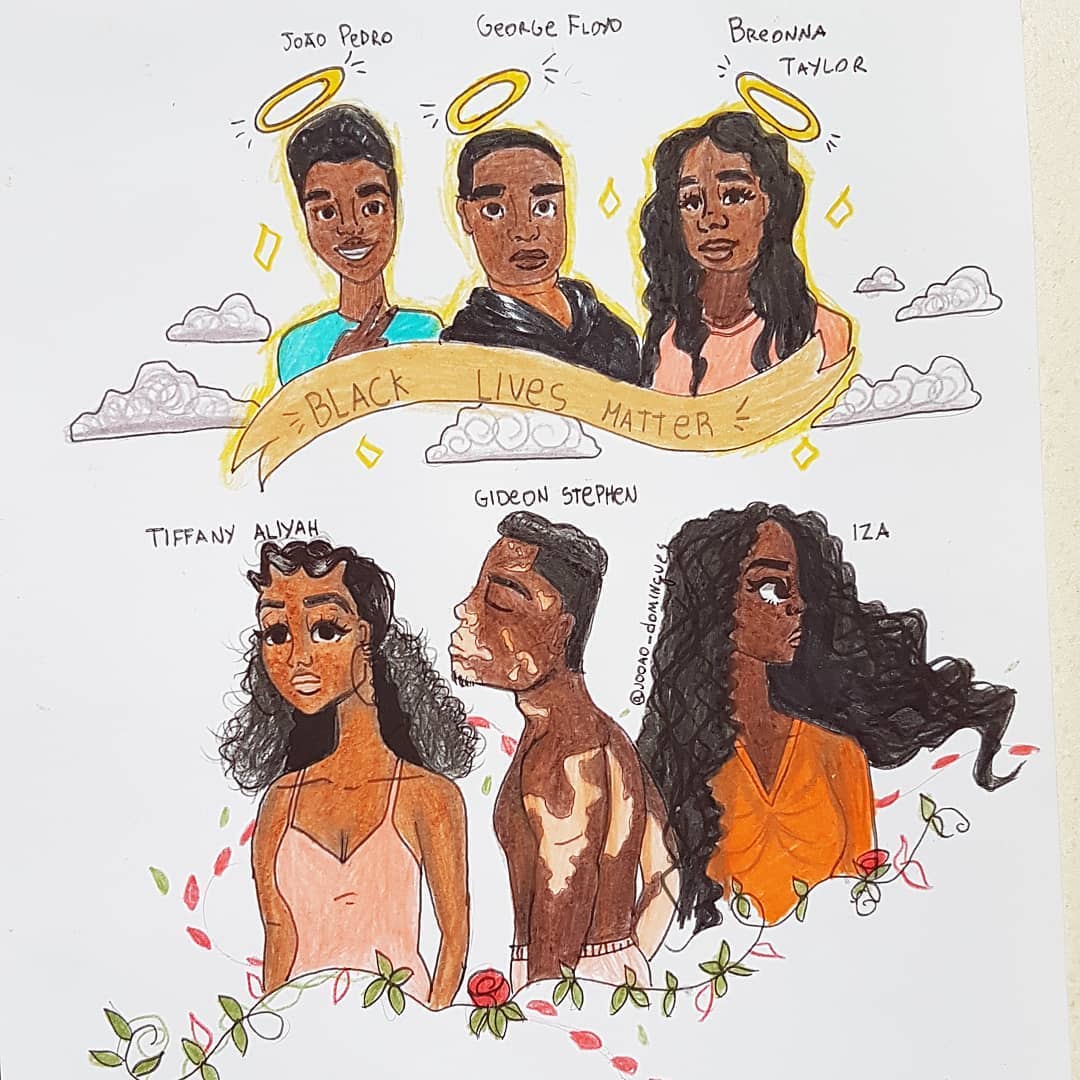 João Pedro
George Floyd
Breonna
Taylor
BLACK LIVES MATTER
GIDEON STEPHEN
TIFFANY ALIYAH
IZA
@JOOAO_DOMINGUES